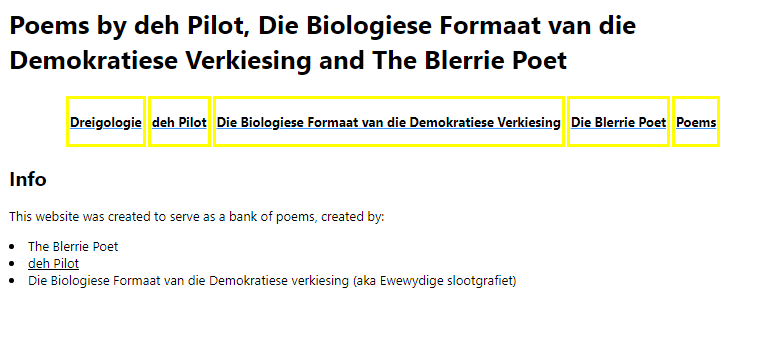 Poems by deh Pilot, Die Biologiese Formaat van die
Demokratiese Verkiesing and The Blerrie Poet
Dreigologie deh Pilot Die Biologiese Formaat van die Demokratiese Verkiesing Die Blerrie Poet Poems
Info
This website was created to serve as a bank of poems, created by:
• The Blerrie Poet
• deh Pilot
• Die Biologiese Formaat van die Demokratiese verkiesing (aka Ewewydige slootgrafiet)